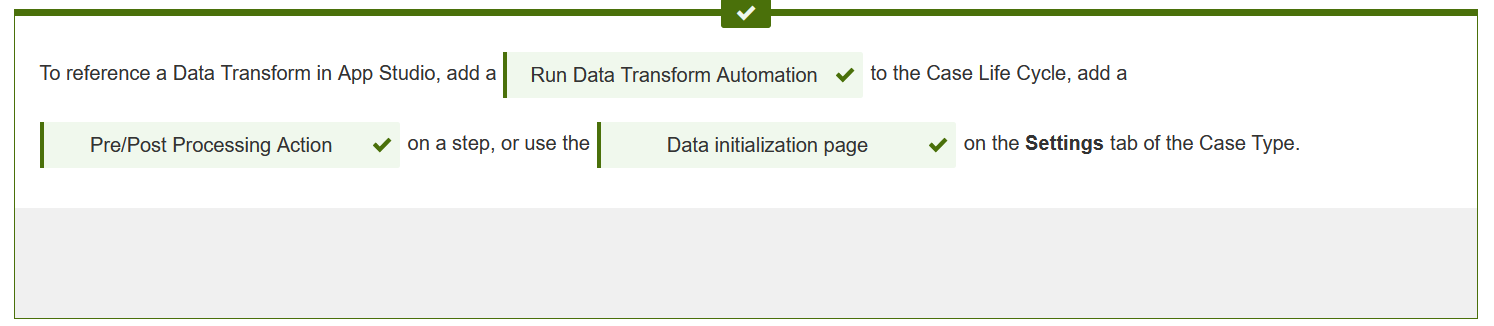 To reference a Data Transform in App Studio, add a Run Data Transform Automation to the Case Life Cycle, add a
Pre/Post Processing Action on a step, or use the Data initialization page on the Settings tab of the Case Type.